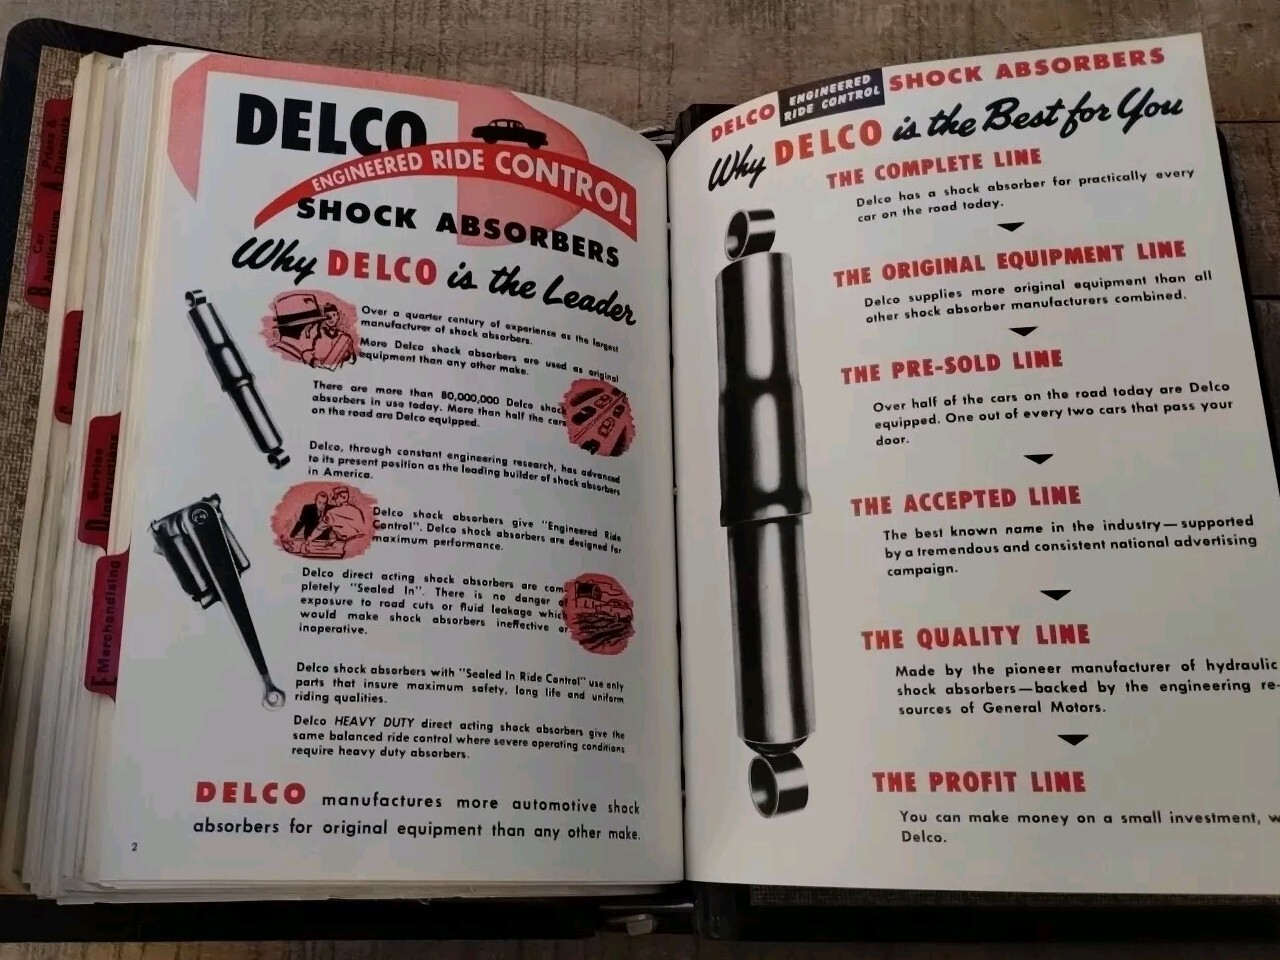 Prices &
A
Car
B Applications
C
Service
D Instructions
E Merchandising
DELCO
ENGINEERED RIDE CONTROL
SHOCK ABSORBERS
Why DELCO is the Leader
Over a quarter century of experience as the largest
manufacturer of shock absorbers.
More Delco shock absorbers are used as original
equipment than any other make.
There are more than 80,000,000 Delco shock
absorbers in use today. More than half the cars
on the road are Delco equipped.
Delco, through constant engineering research, has advanced
to its present position as the leading builder of shock absorbers
in America.
Delco shock absorbers give "Engineered Ride
Control". Delco shock absorbers are designed for
maximum performance.
Delco direct acting shock absorbers are com-
pletely "Sealed In". There is no danger of
exposure to road cuts or fluid leakage which
would make shock absorbers ineffective or
inoperative.
Delco shock absorbers with "Sealed In Ride Control" use only
parts that insure maximum safety, long life and uniform
riding qualities.
Delco HEAVY DUTY direct acting shock absorbers give the
same balanced ride control where severe operating conditions
require heavy duty absorbers.
DELCO manufactures more automotive shock
absorbers for original equipment than any other make.
2
DELCO ENGINEERED RIDE CONTROL SHOCK ABSORBERS
Why DELCO is the Best for You
THE COMPLETE LINE
Delco has a shock absorber for practically every
car on the road today.
THE ORIGINAL EQUIPMENT LINE
Delco supplies more original equipment than all
other shock absorber manufacturers combined.
THE PRE-SOLD LINE
Over half of the cars on the road today are Delco
equipped. One out of every two cars that pass your
door.
THE ACCEPTED LINE
The best known name in the industry—supported
by a tremendous and consistent national advertising
campaign.
THE QUALITY LINE
Made by the pioneer manufacturer of hydraulic
shock absorbers—backed by the engineering re-
sources of General Motors.
THE PROFIT LINE
You can make money on a small investment, w
Delco.